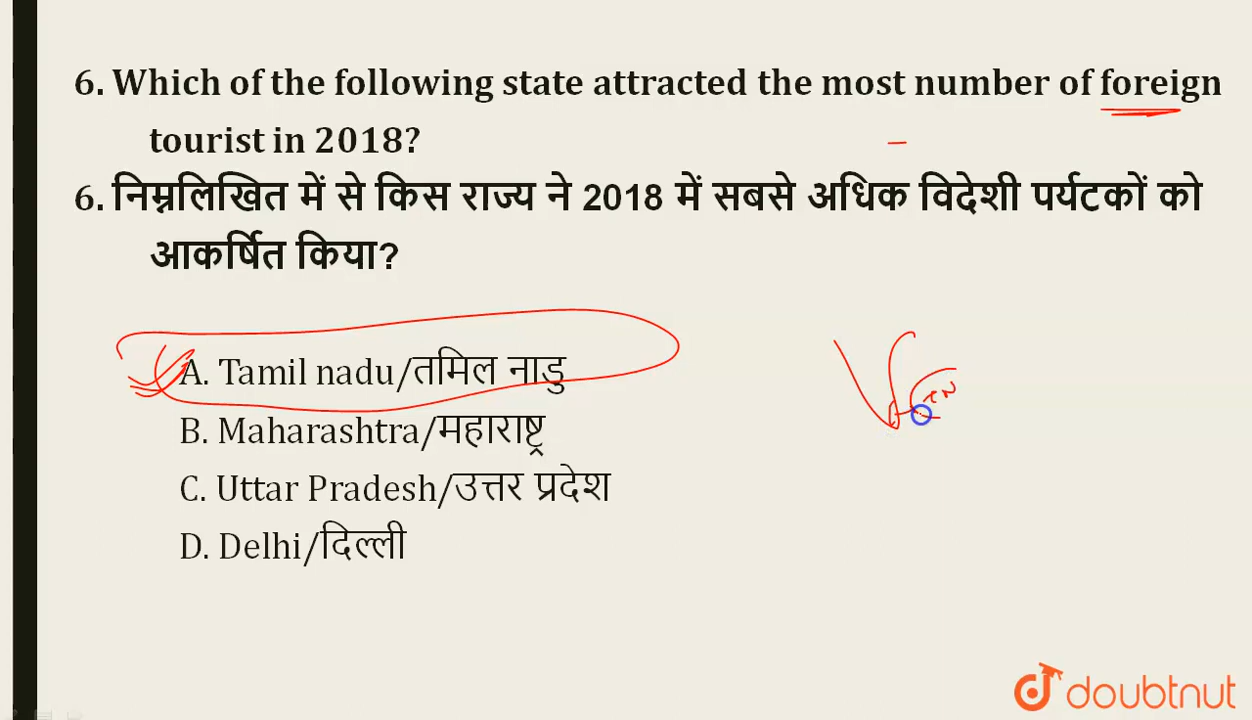 6. Which of the following state attracted the most number of foreign
tourist in 2018?
6. निम्नलिखित में से किस राज्य ने 2018 में सबसे अधिक विदेशी पर्यटकों को
आकर्षित किया?
A. Tamil nadu/तमिल नाडु
B. Maharashtra/महाराष्ट्र
C. Uttar Pradesh/उत्तर प्रदेश
D. Delhi/दिल्ली
doubtnut